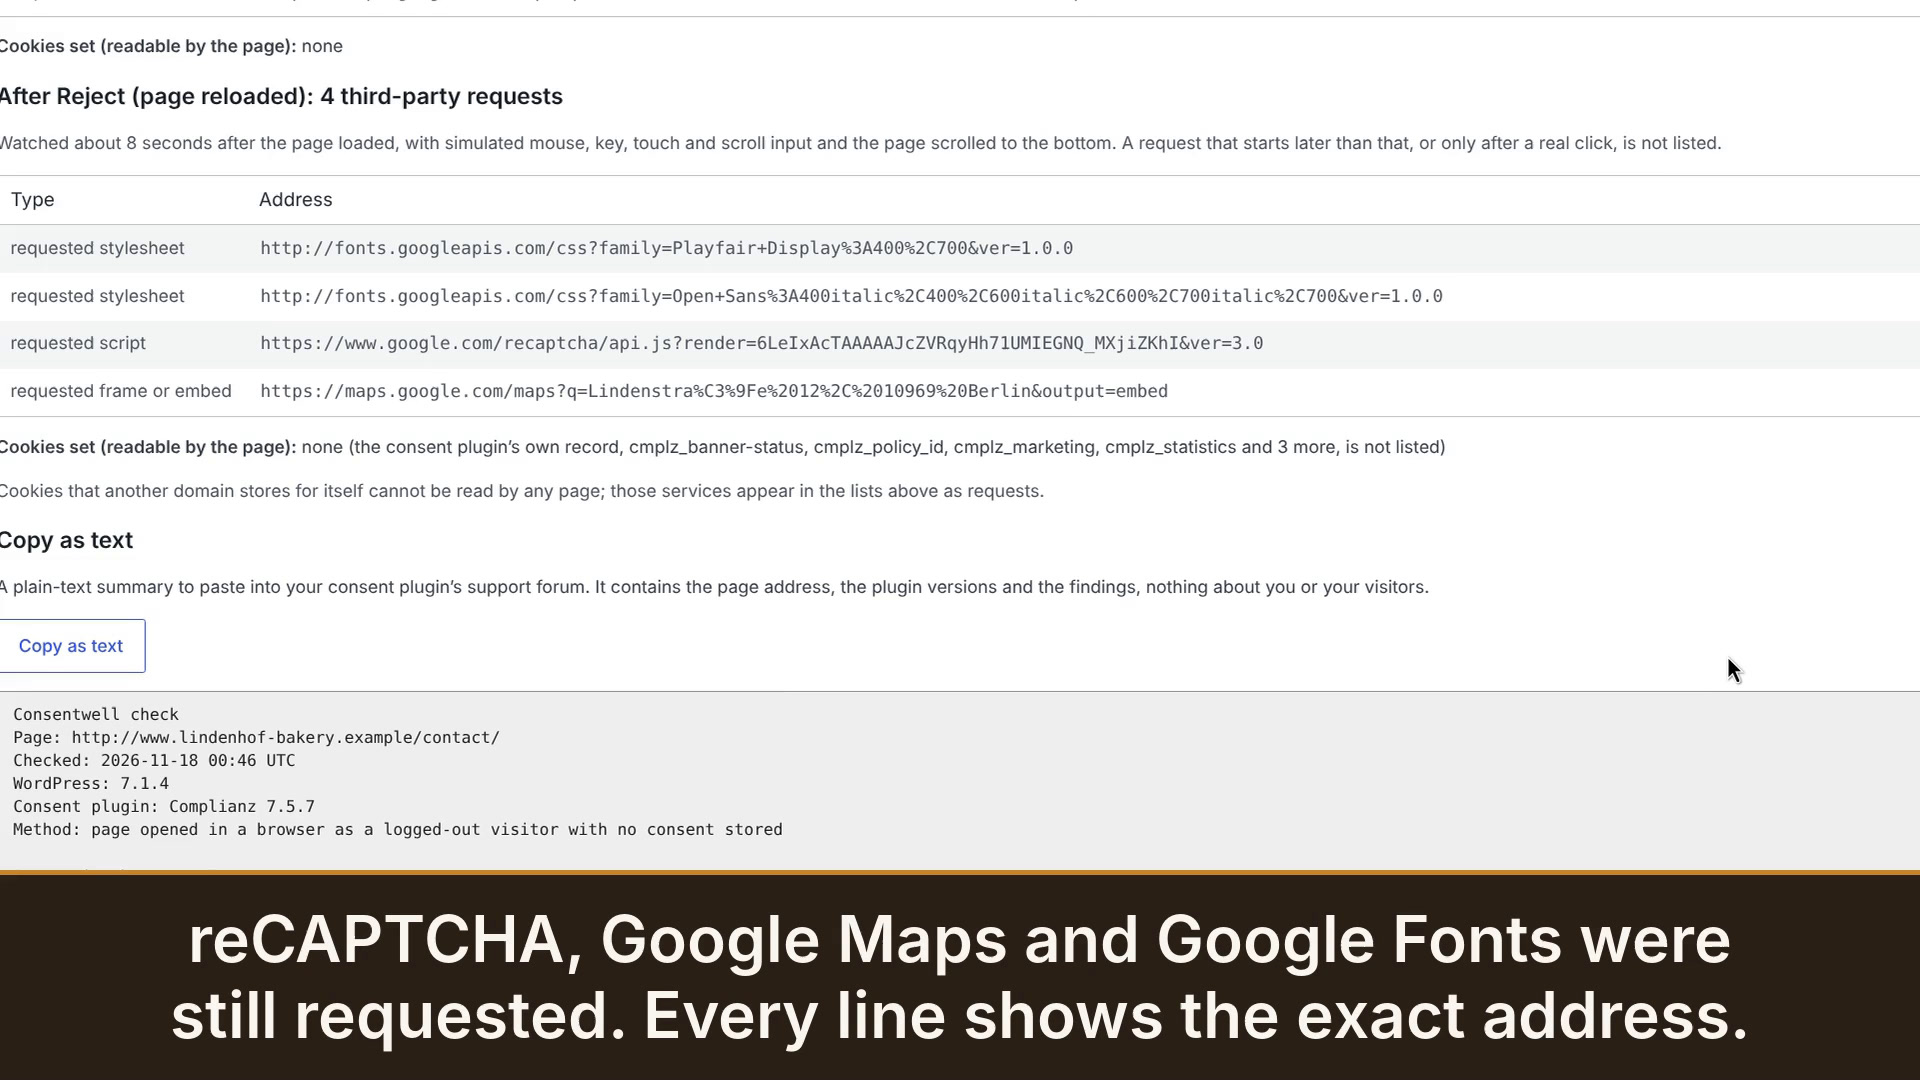 Cookies set (readable by the page): none
After Reject (page reloaded): 4 third-party requests
Watched about 8 seconds after the page loaded, with simulated mouse, key, touch and scroll input and the page scrolled to the bottom. A request that starts later than that, or only after a real click, is not listed.
Type Address
requested stylesheet http://fonts.googleapis.com/css?family=Playfair+Display%3A400%2C700&ver=1.0.0
requested stylesheet http://fonts.googleapis.com/css?family=Open+Sans%3A400italic%2C400%2C600italic%2C600%2C700italic%2C700&ver=1.0.0
requested script https://www.google.com/recaptcha/api.js?render=6LeIxAcTAAAAAJcZVRqyHh71UMIEGNQ_MXjiZKhI&ver=3.0
requested frame or embed https://maps.google.com/maps?q=Lindenstra%C3%9Fe%2012%2C%2010969%20Berlin&output=embed
Cookies set (readable by the page): none (the consent plugin’s own record, cmplz_banner-status, cmplz_policy_id, cmplz_marketing, cmplz_statistics and 3 more, is not listed)
Cookies that another domain stores for itself cannot be read by any page; those services appear in the lists above as requests.
Copy as text
A plain-text summary to paste into your consent plugin’s support forum. It contains the page address, the plugin versions and the findings, nothing about you or your visitors.
Copy as text
Consentwell check
Page: http://www.lindenhof-bakery.example/contact/
Checked: 2026-11-18 00:46 UTC
WordPress: 7.1.4
Consent plugin: Complianz 7.5.7
Method: page opened in a browser as a logged-out visitor with no consent stored
reCAPTCHA, Google Maps and Google Fonts were
still requested. Every line shows the exact address.